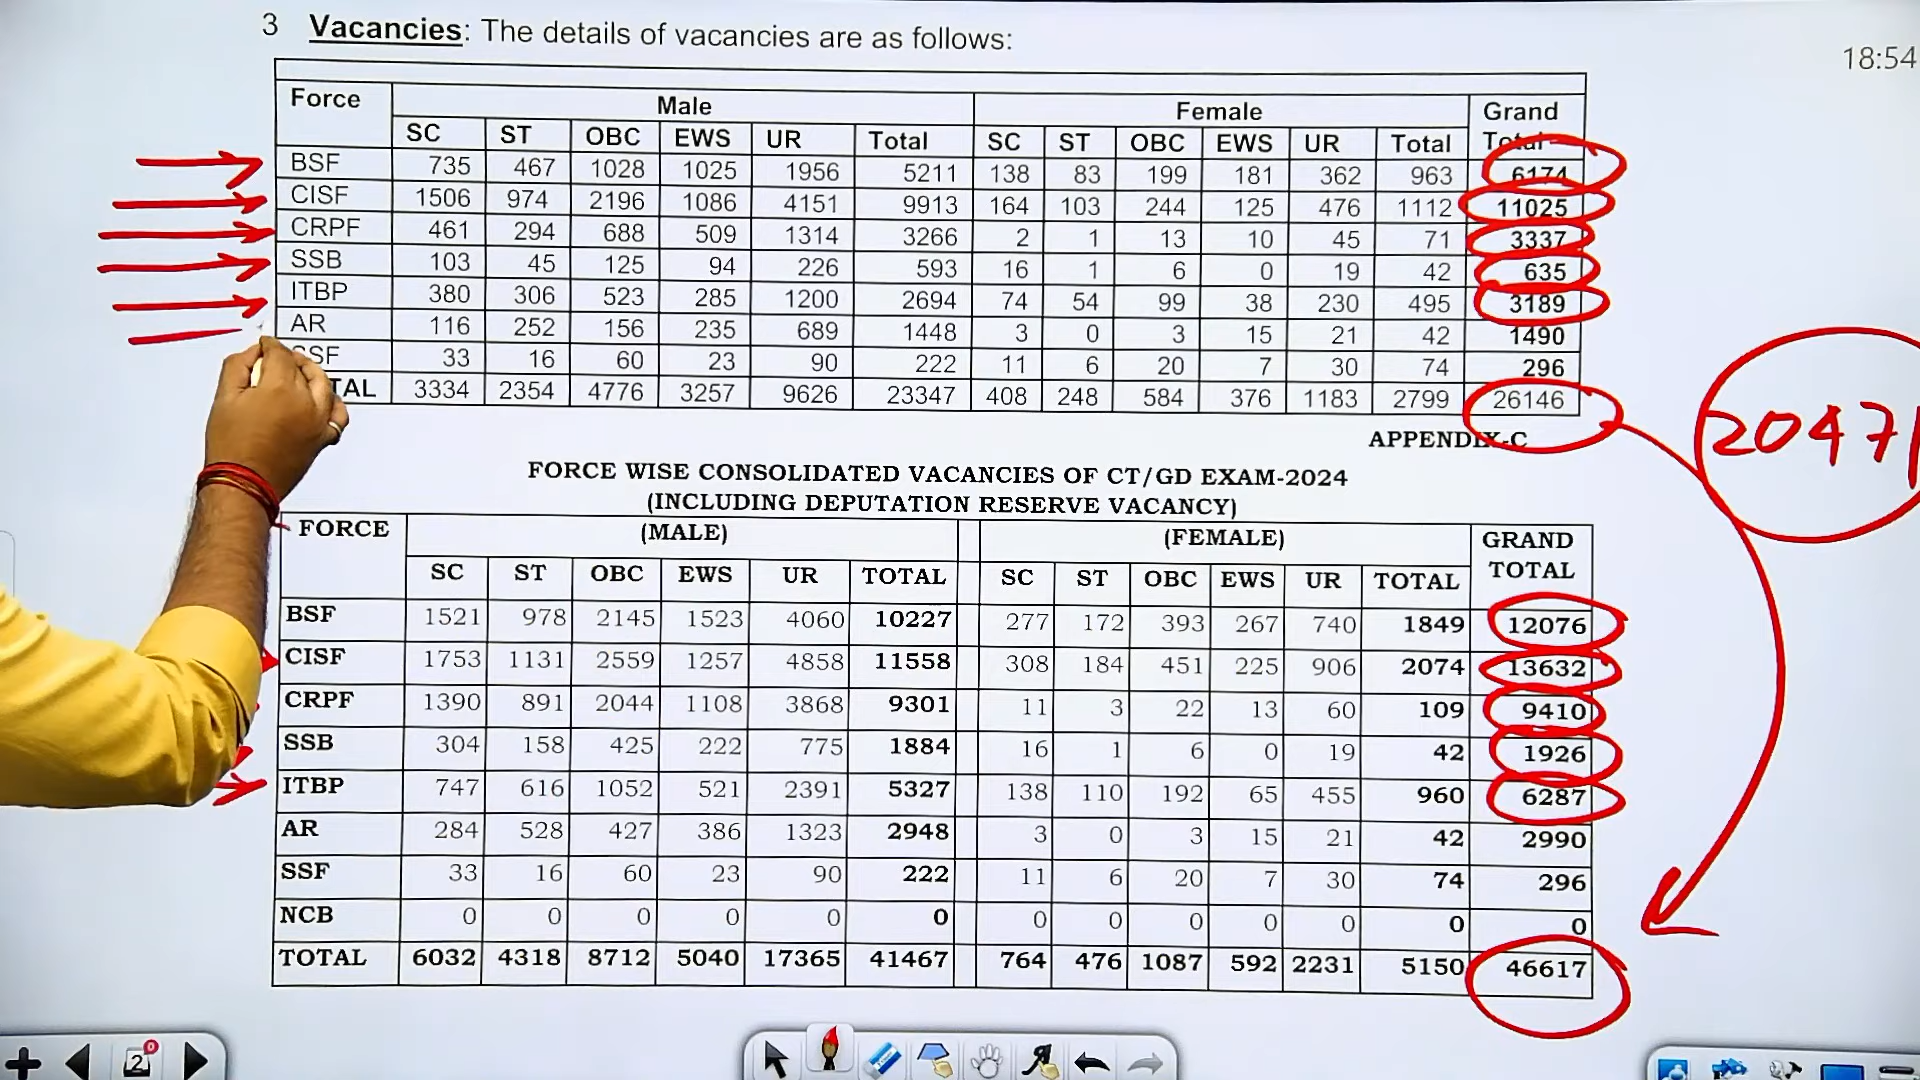 18:54
3 Vacancies: The details of vacancies are as follows:
Force Male Female Grand Total
SC ST OBC EWS UR Total SC ST OBC EWS UR Total
BSF 735 467 1028 1025 1956 5211 138 83 199 181 362 963 6174
CISF 1506 974 2196 1086 4151 9913 164 103 244 125 476 1112 11025
CRPF 461 294 688 509 1314 3266 2 1 13 10 45 71 3337
SSB 103 45 125 94 226 593 16 1 6 0 19 42 635
ITBP 380 306 523 285 1200 2694 74 54 99 38 230 495 3189
AR 116 252 156 235 689 1448 3 0 3 15 21 42 1490
SSF 33 16 60 23 90 222 11 6 20 7 30 74 296
TAL 3334 2354 4776 3257 9626 23347 408 248 584 376 1183 2799 26146
20471
APPENDIX-C
FORCE WISE CONSOLIDATED VACANCIES OF CT/GD EXAM-2024
(INCLUDING DEPUTATION RESERVE VACANCY)
FORCE (MALE) (FEMALE) GRAND TOTAL
SC ST OBC EWS UR TOTAL SC ST OBC EWS UR TOTAL
BSF 1521 978 2145 1523 4060 10227 277 172 393 267 740 1849 12076
CISF 1753 1131 2559 1257 4858 11558 308 184 451 225 906 2074 13632
CRPF 1390 891 2044 1108 3868 9301 11 3 22 13 60 109 9410
SSB 304 158 425 222 775 1884 16 1 6 0 19 42 1926
ITBP 747 616 1052 521 2391 5327 138 110 192 65 455 960 6287
AR 284 528 427 386 1323 2948 3 0 3 15 21 42 2990
SSF 33 16 60 23 90 222 11 6 20 7 30 74 296
NCB 0 0 0 0 0 0 0 0 0 0 0 0 0
TOTAL 6032 4318 8712 5040 17365 41467 764 476 1087 592 2231 5150 46617
2 0